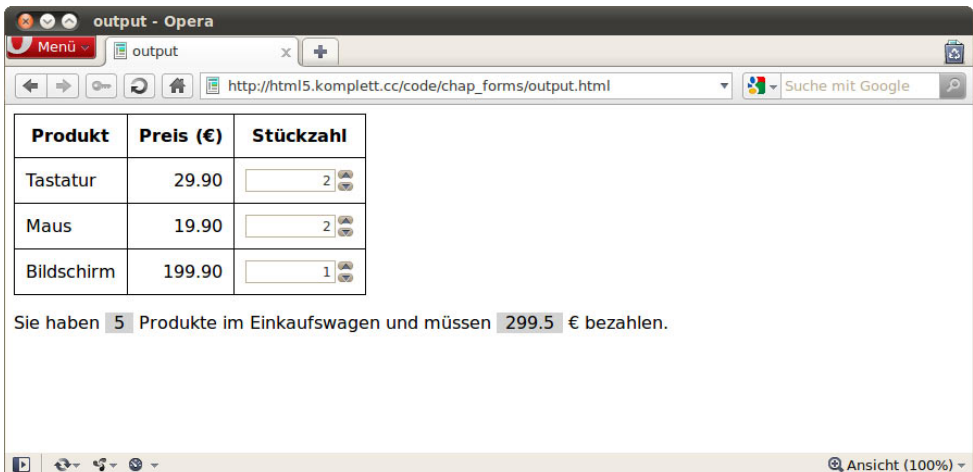 output - Opera
Menü
output
http://html5.komplett.cc/code/chap_forms/output.html
Suche mit Google
Produkt Preis (€) Stückzahl
Tastatur 29.90 2
Maus 19.90 2
Bildschirm 199.90 1
Sie haben 5 Produkte im Einkaufswagen und müssen 299.5 € bezahlen.
Ansicht (100%)